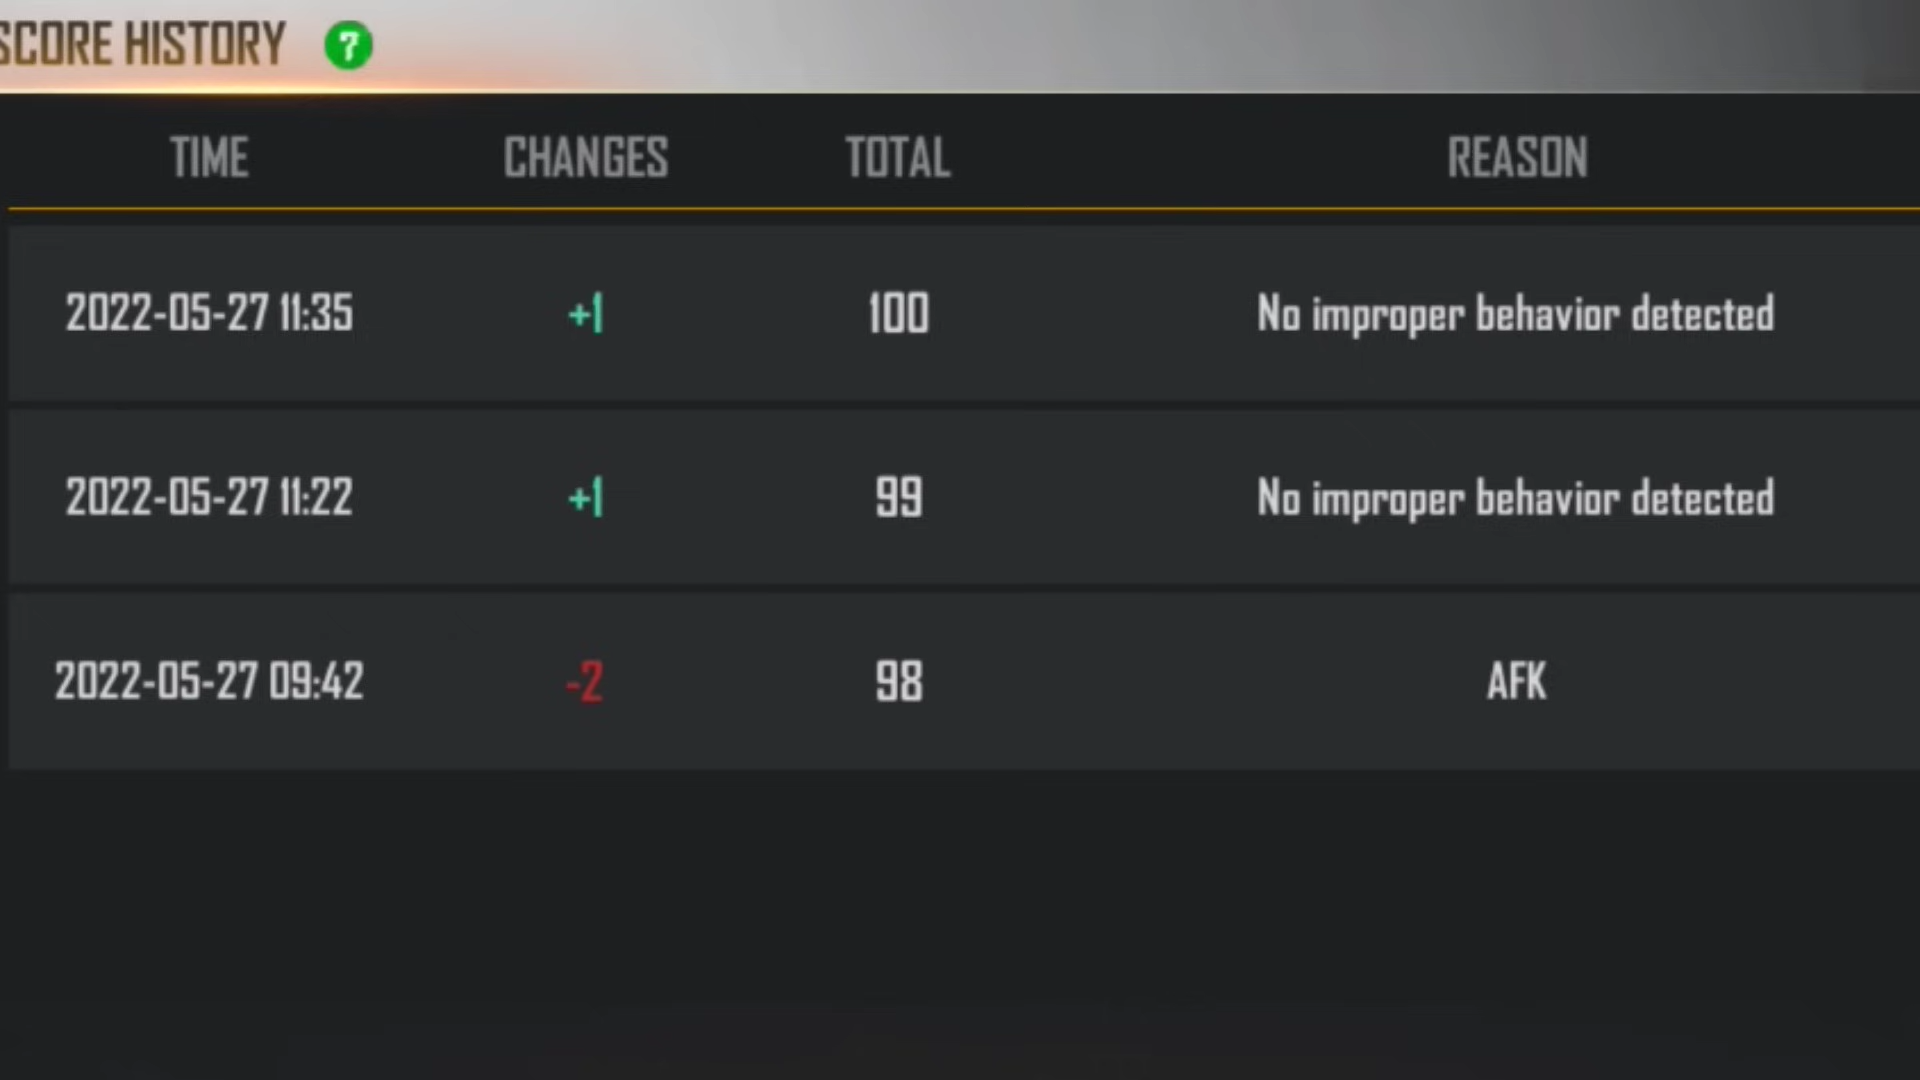 SCORE HISTORY ?
TIME CHANGES TOTAL REASON
2022-05-27 11:35 +1 100 No improper behavior detected
2022-05-27 11:22 +1 99 No improper behavior detected
2022-05-27 09:42 -2 98 AFK